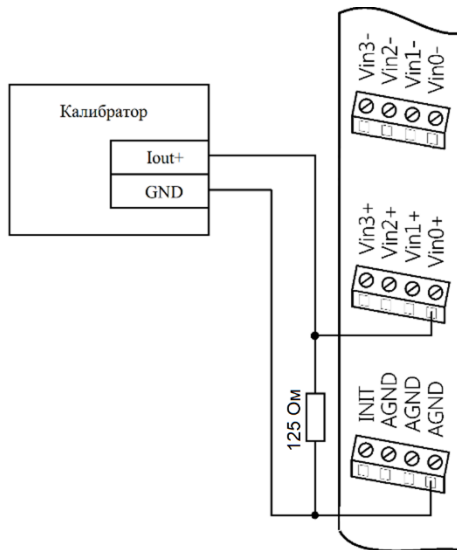 Калибратор
Iout+
GND
Vin3-
Vin2-
Vin1-
Vin0-
Vin3+
Vin2+
Vin1+
Vin0+
125 Ом
INIT
AGND
AGND
AGND